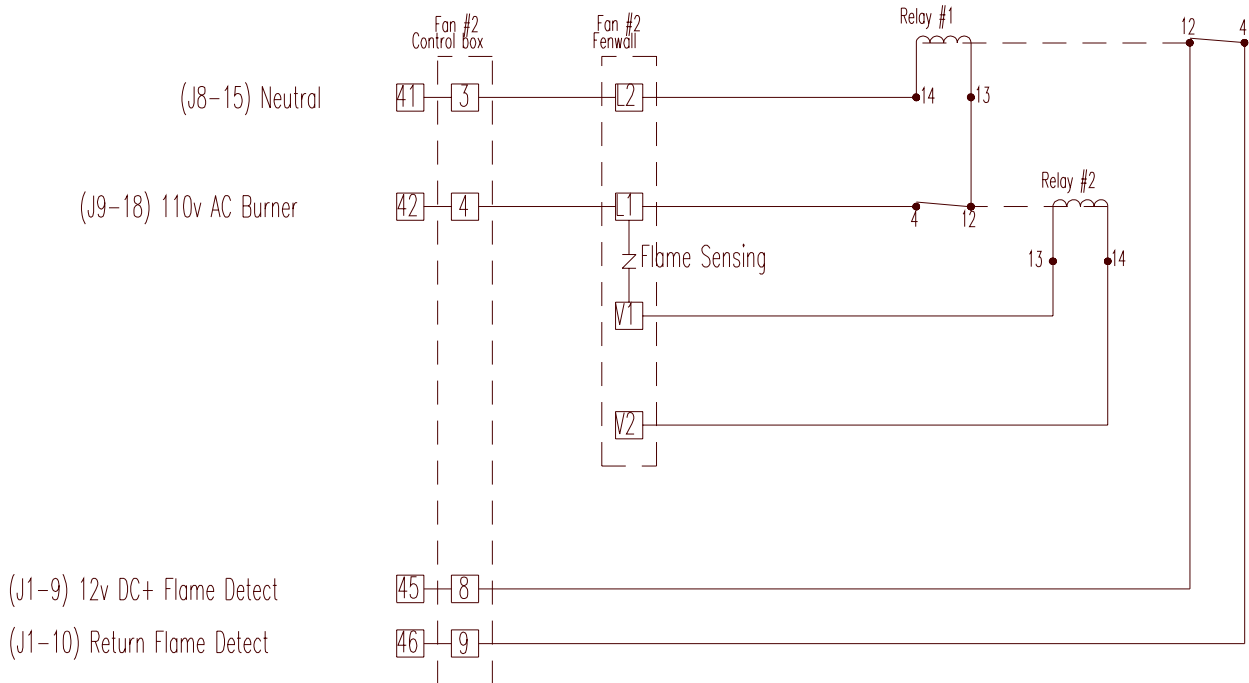 Fan #2
Control box
Fan #2
Fenwall
Relay #1
12
4
(J8-15) Neutral
41
3
L2
14
13
Relay #2
(J9-18) 110v AC Burner
42
4
L1
4
12
Flame Sensing
13
14
V1
V2
(J1-9) 12v DC+ Flame Detect
45
8
(J1-10) Return Flame Detect
46
9